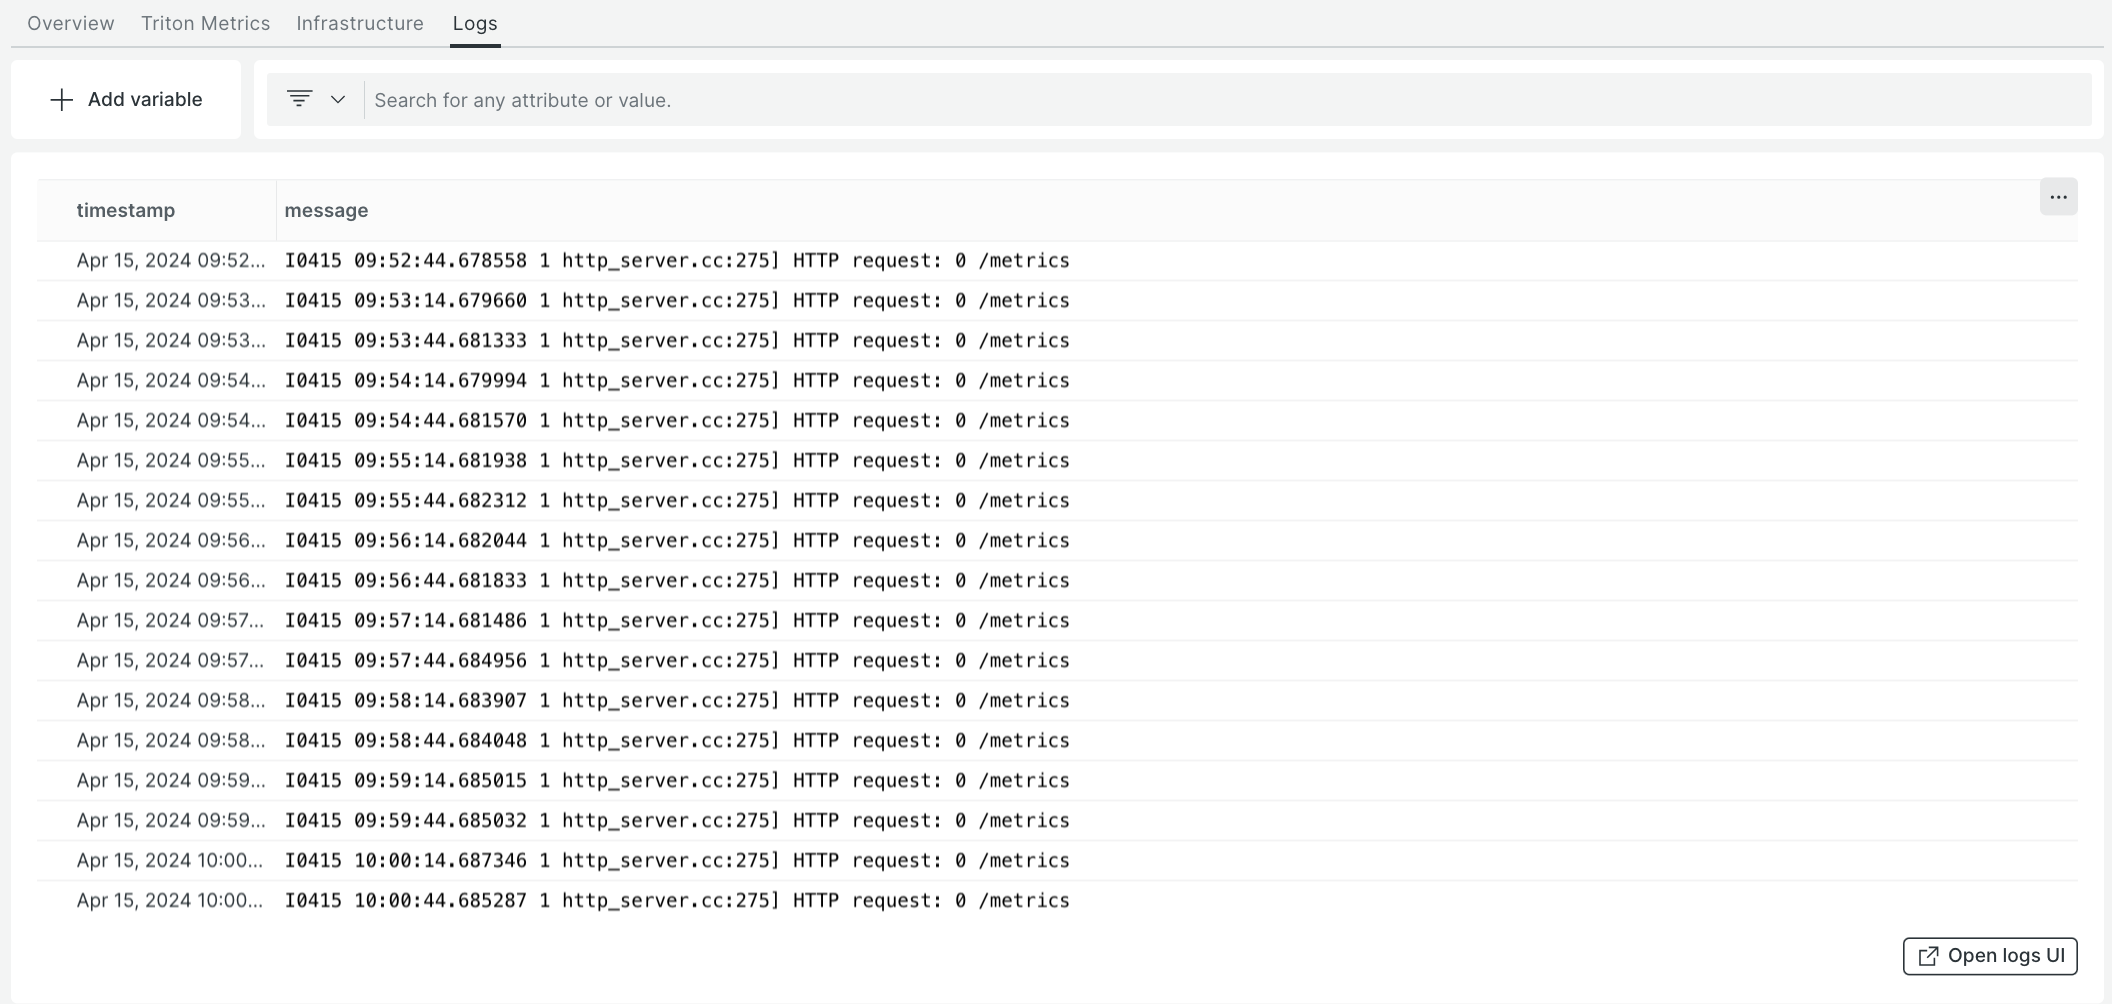 Overview Triton Metrics Infrastructure Logs
Add variable Search for any attribute or value.
timestamp message ...
Apr 15, 2024 09:52... I0415 09:52:44.678558 1 http_server.cc:275] HTTP request: 0 /metrics
Apr 15, 2024 09:53... I0415 09:53:14.679660 1 http_server.cc:275] HTTP request: 0 /metrics
Apr 15, 2024 09:53... I0415 09:53:44.681333 1 http_server.cc:275] HTTP request: 0 /metrics
Apr 15, 2024 09:54... I0415 09:54:14.679994 1 http_server.cc:275] HTTP request: 0 /metrics
Apr 15, 2024 09:54... I0415 09:54:44.681570 1 http_server.cc:275] HTTP request: 0 /metrics
Apr 15, 2024 09:55... I0415 09:55:14.681938 1 http_server.cc:275] HTTP request: 0 /metrics
Apr 15, 2024 09:55... I0415 09:55:44.682312 1 http_server.cc:275] HTTP request: 0 /metrics
Apr 15, 2024 09:56... I0415 09:56:14.682044 1 http_server.cc:275] HTTP request: 0 /metrics
Apr 15, 2024 09:56... I0415 09:56:44.681833 1 http_server.cc:275] HTTP request: 0 /metrics
Apr 15, 2024 09:57... I0415 09:57:14.681486 1 http_server.cc:275] HTTP request: 0 /metrics
Apr 15, 2024 09:57... I0415 09:57:44.684956 1 http_server.cc:275] HTTP request: 0 /metrics
Apr 15, 2024 09:58... I0415 09:58:14.683907 1 http_server.cc:275] HTTP request: 0 /metrics
Apr 15, 2024 09:58... I0415 09:58:44.684048 1 http_server.cc:275] HTTP request: 0 /metrics
Apr 15, 2024 09:59... I0415 09:59:14.685015 1 http_server.cc:275] HTTP request: 0 /metrics
Apr 15, 2024 09:59... I0415 09:59:44.685032 1 http_server.cc:275] HTTP request: 0 /metrics
Apr 15, 2024 10:00... I0415 10:00:14.687346 1 http_server.cc:275] HTTP request: 0 /metrics
Apr 15, 2024 10:00... I0415 10:00:44.685287 1 http_server.cc:275] HTTP request: 0 /metrics
Open logs UI